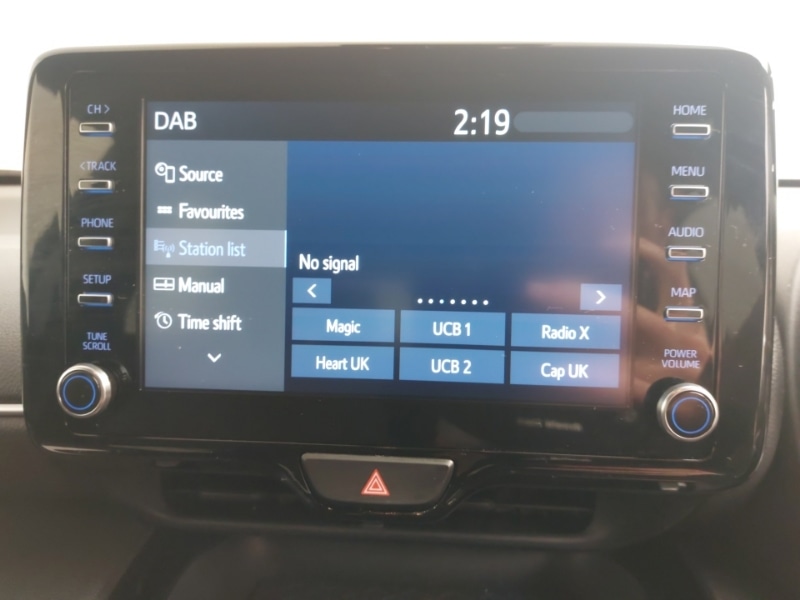 CH >
< TRACK
PHONE
SETUP
TUNE
SCROLL
DAB
2:19
Source
Favourites
Station list
Manual
Time shift
No signal
Magic
UCB 1
Radio X
Heart UK
UCB 2
Cap UK
HOME
MENU
AUDIO
MAP
POWER
VOLUME